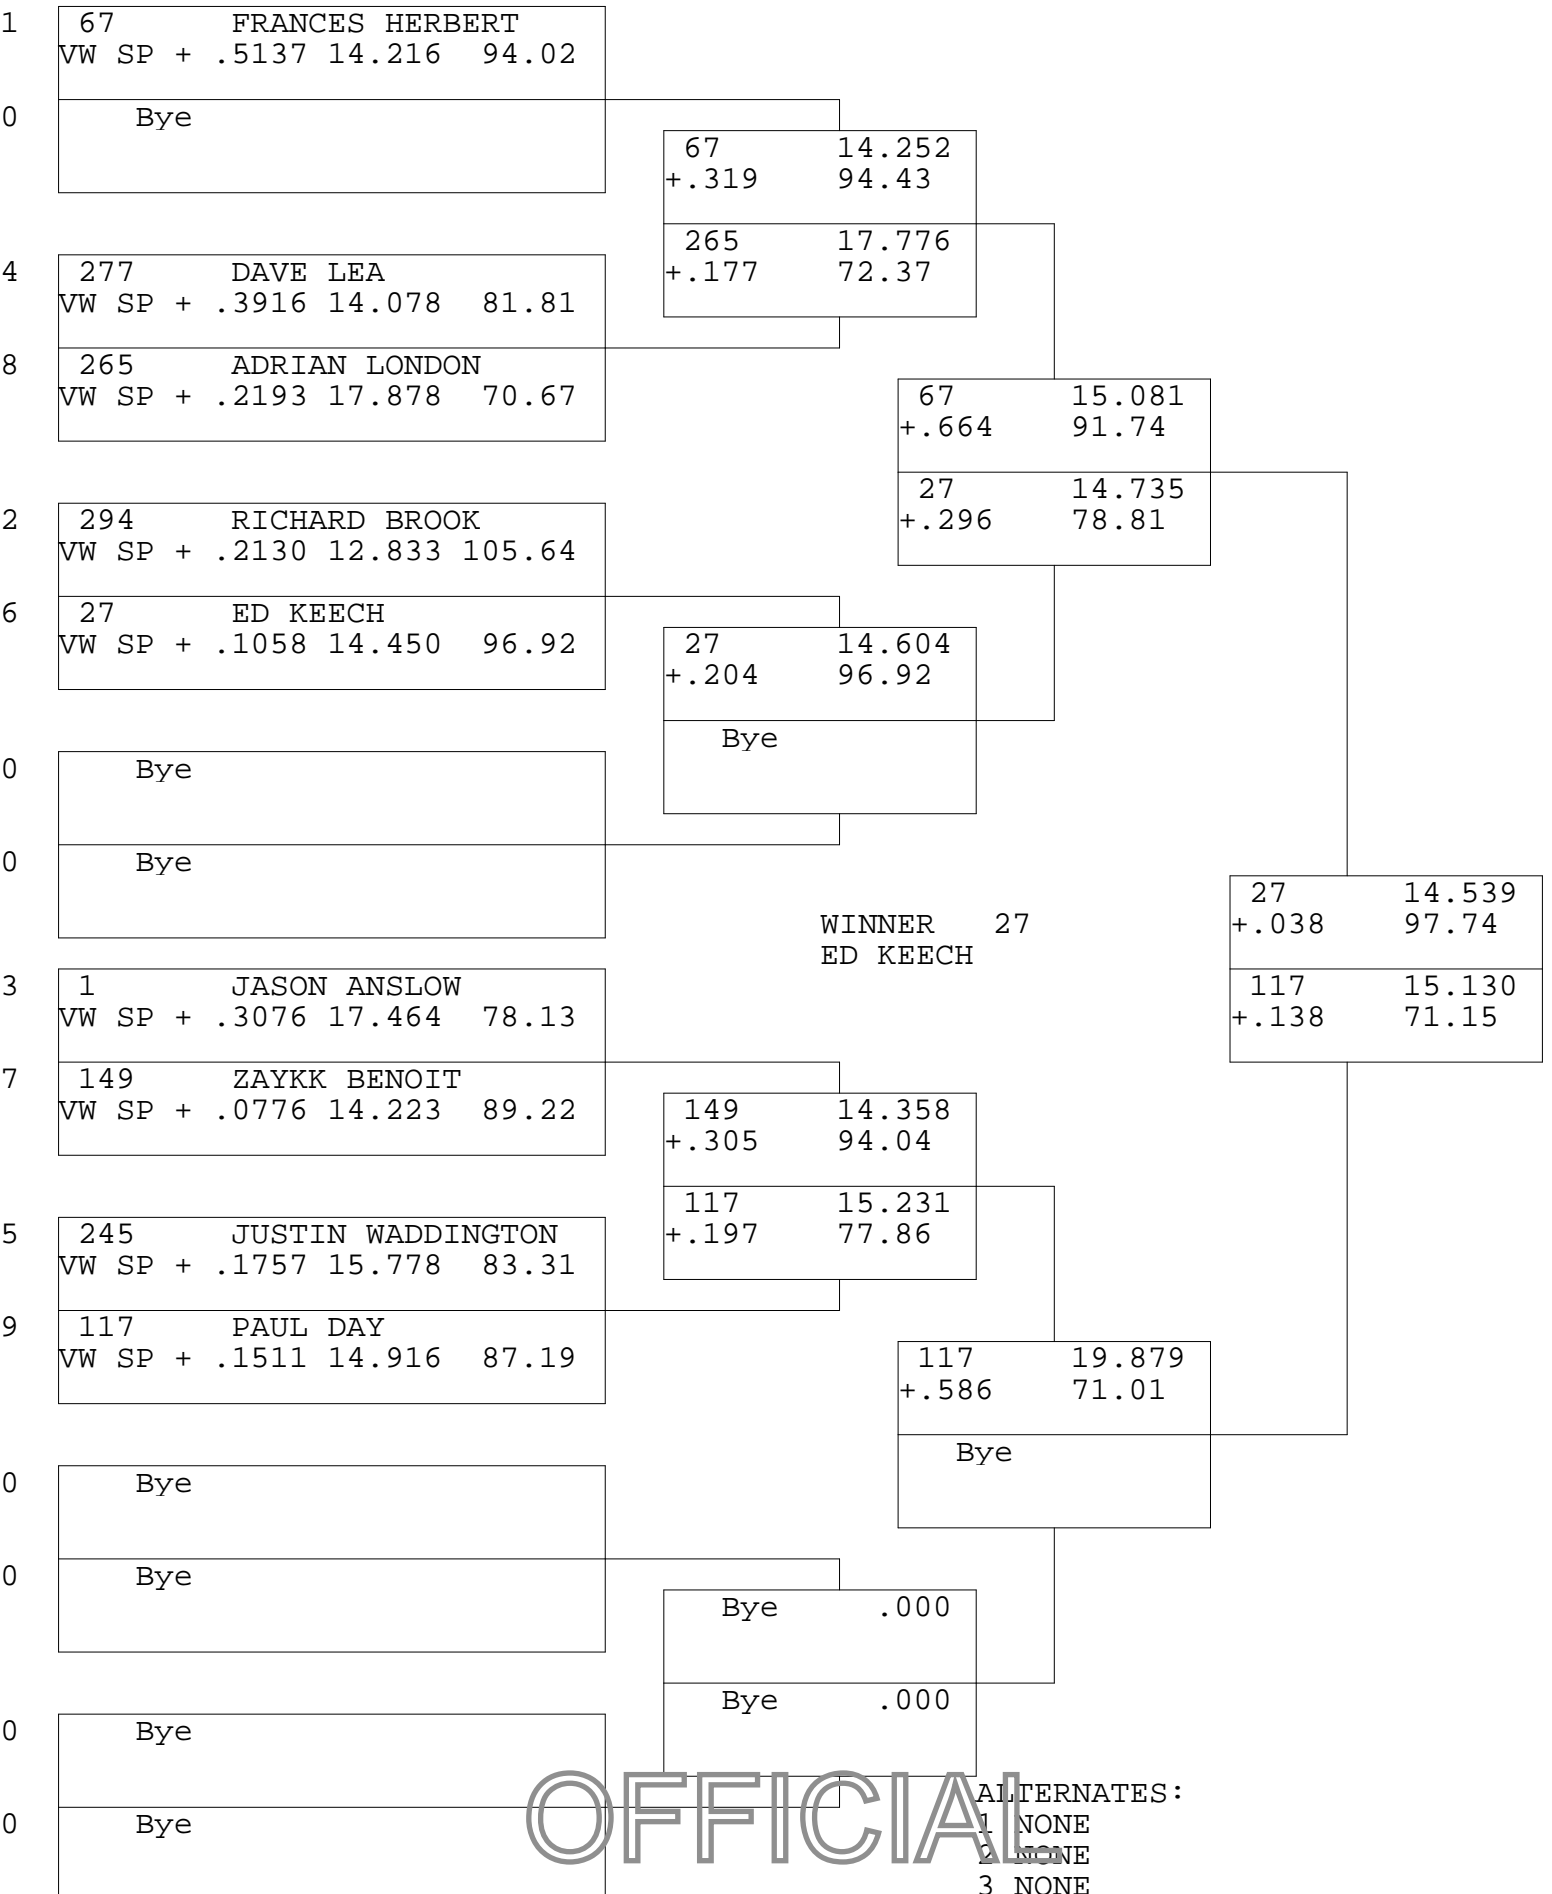 1 67 FRANCES HERBERT
VW SP + .5137 14.216 94.02
0 Bye
4 277 DAVE LEA
VW SP + .3916 14.078 81.81
8 265 ADRIAN LONDON
VW SP + .2193 17.878 70.67
2 294 RICHARD BROOK
VW SP + .2130 12.833 105.64
6 27 ED KEECH
VW SP + .1058 14.450 96.92
0 Bye
0 Bye
3 1 JASON ANSLOW
VW SP + .3076 17.464 78.13
7 149 ZAYKK BENOIT
VW SP + .0776 14.223 89.22
5 245 JUSTIN WADDINGTON
VW SP + .1757 15.778 83.31
9 117 PAUL DAY
VW SP + .1511 14.916 87.19
0 Bye
0 Bye
0 Bye
0 Bye
67 14.252
+.319 94.43
265 17.776
+.177 72.37
27 14.604
+.204 96.92
Bye
149 14.358
+.305 94.04
117 15.231
+.197 77.86
Bye .000
Bye .000
67 15.081
+.664 91.74
27 14.735
+.296 78.81
117 19.879
+.586 71.01
Bye
27 14.539
+.038 97.74
117 15.130
+.138 71.15
WINNER 27
ED KEECH
OFFICIAL
ALTERNATES:
1 NONE
2 NONE
3 NONE